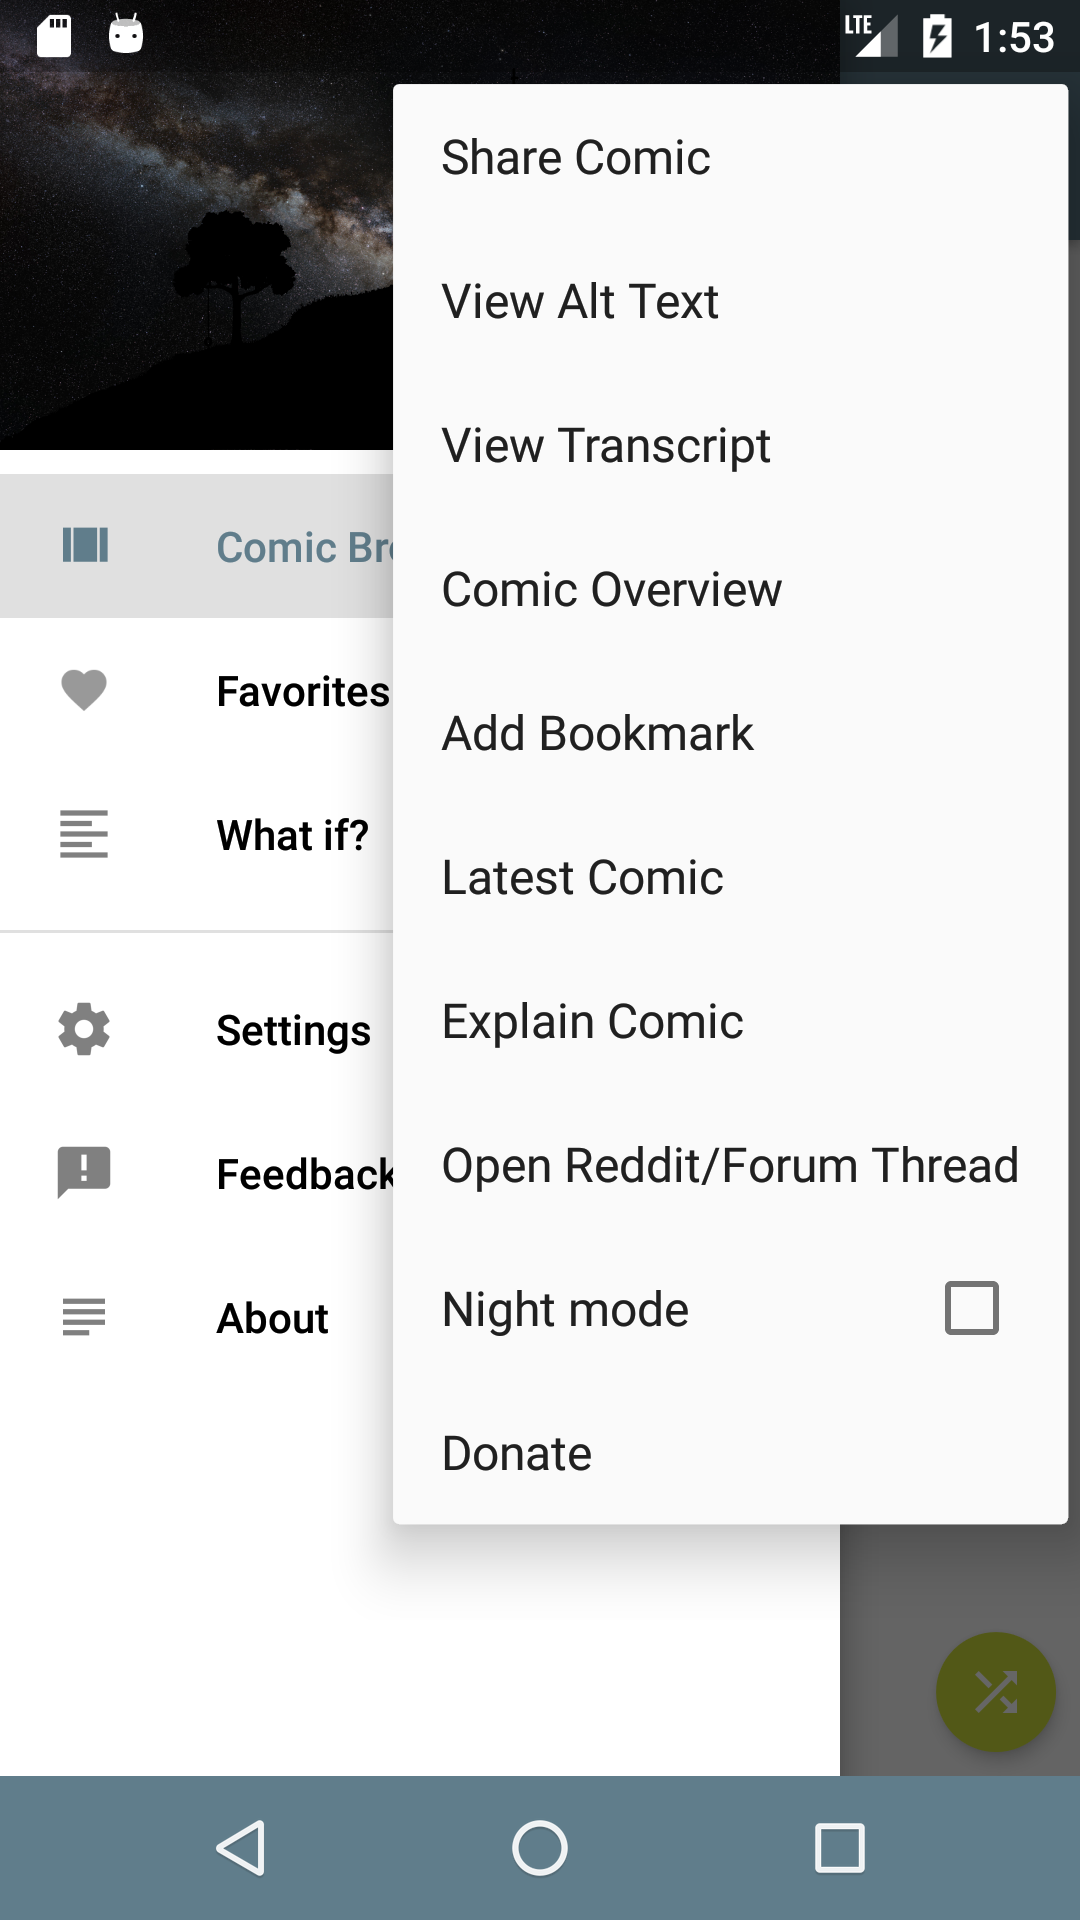 LTE 1:53
Share Comic
View Alt Text
View Transcript
Comic Overview
Add Bookmark
Latest Comic
Explain Comic
Open Reddit/Forum Thread
Night mode
Donate
Comic Br
Favorites
What if?
Settings
Feedback
About